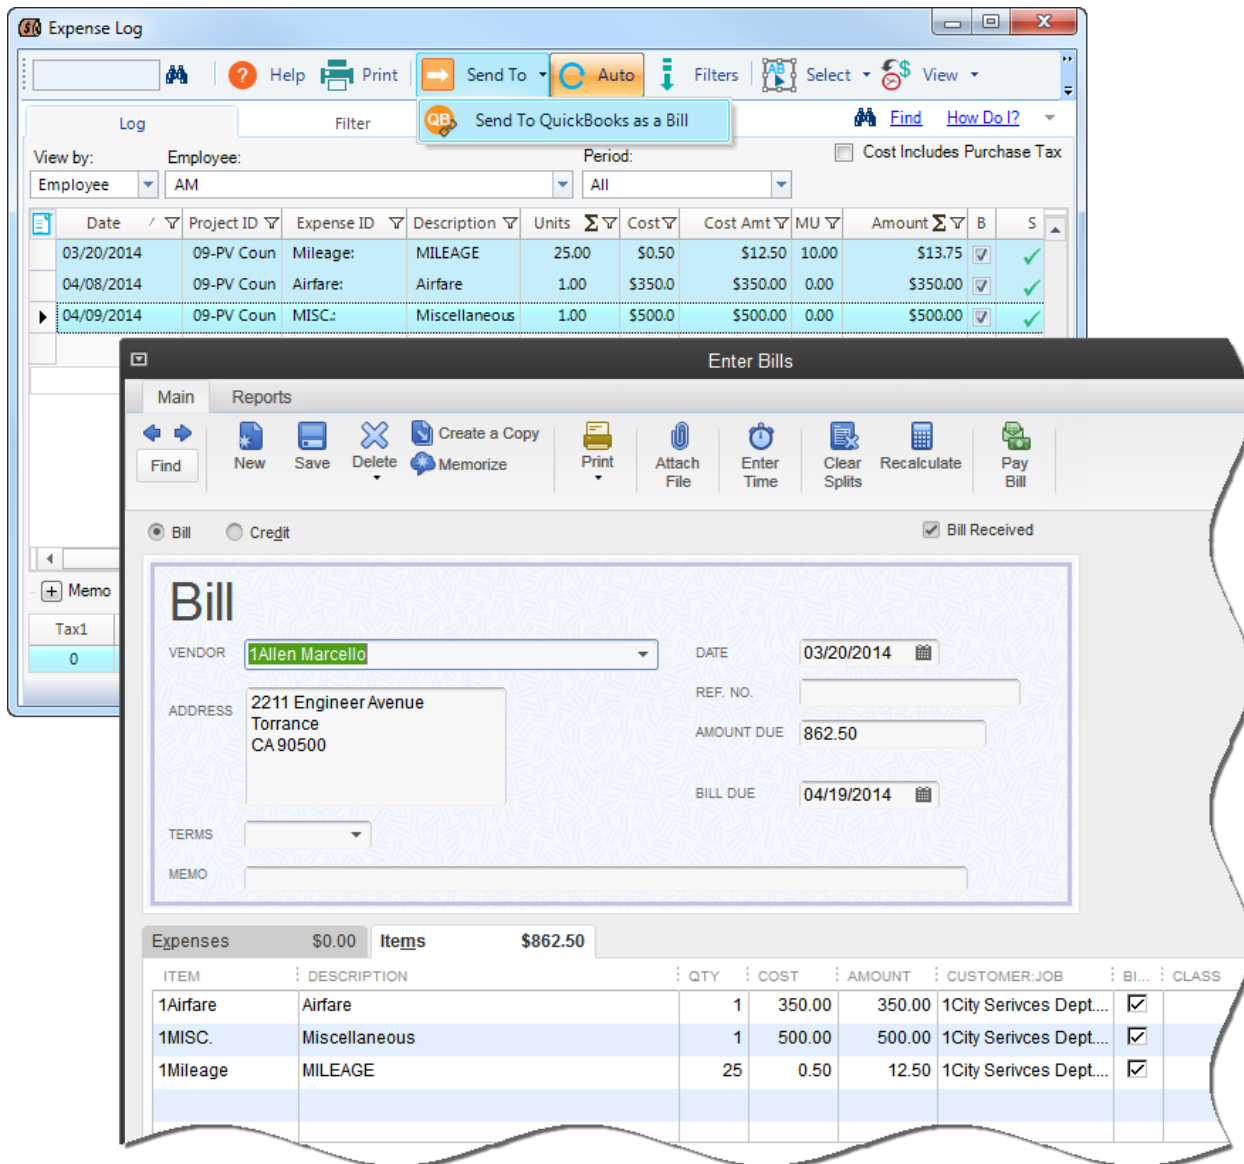 Expense Log
Help Print Send To Auto Filters Select View
Send To QuickBooks as a Bill
Log Filter Find How Do I?
View by: Employee: Period: Cost Includes Purchase Tax
Employee AM All
Date Project ID Expense ID Description Units Σ Cost Cost Amt MU Amount Σ B S
03/20/2014 09-PV Coun Mileage: MILEAGE 25.00 $0.50 $12.50 10.00 $13.75
04/08/2014 09-PV Coun Airfare: Airfare 1.00 $350.0 $350.00 0.00 $350.00
04/09/2014 09-PV Coun MISC.: Miscellaneous 1.00 $500.0 $500.00 0.00 $500.00
Memo
Tax1
0
Enter Bills
Main Reports
Find New Save Delete Create a Copy Memorize Print Attach File Enter Time Clear Splits Recalculate Pay Bill
Bill Credit Bill Received
Bill
VENDOR 1Allen Marcello DATE 03/20/2014
REF. NO.
ADDRESS 2211 Engineer Avenue
Torrance
CA 90500
AMOUNT DUE 862.50
BILL DUE 04/19/2014
TERMS
MEMO
Expenses $0.00 Items $862.50
ITEM DESCRIPTION QTY COST AMOUNT CUSTOMER:JOB BI... CLASS
1Airfare Airfare 1 350.00 350.00 1City Serivces Dept....
1MISC. Miscellaneous 1 500.00 500.00 1City Serivces Dept....
1Mileage MILEAGE 25 0.50 12.50 1City Serivces Dept....